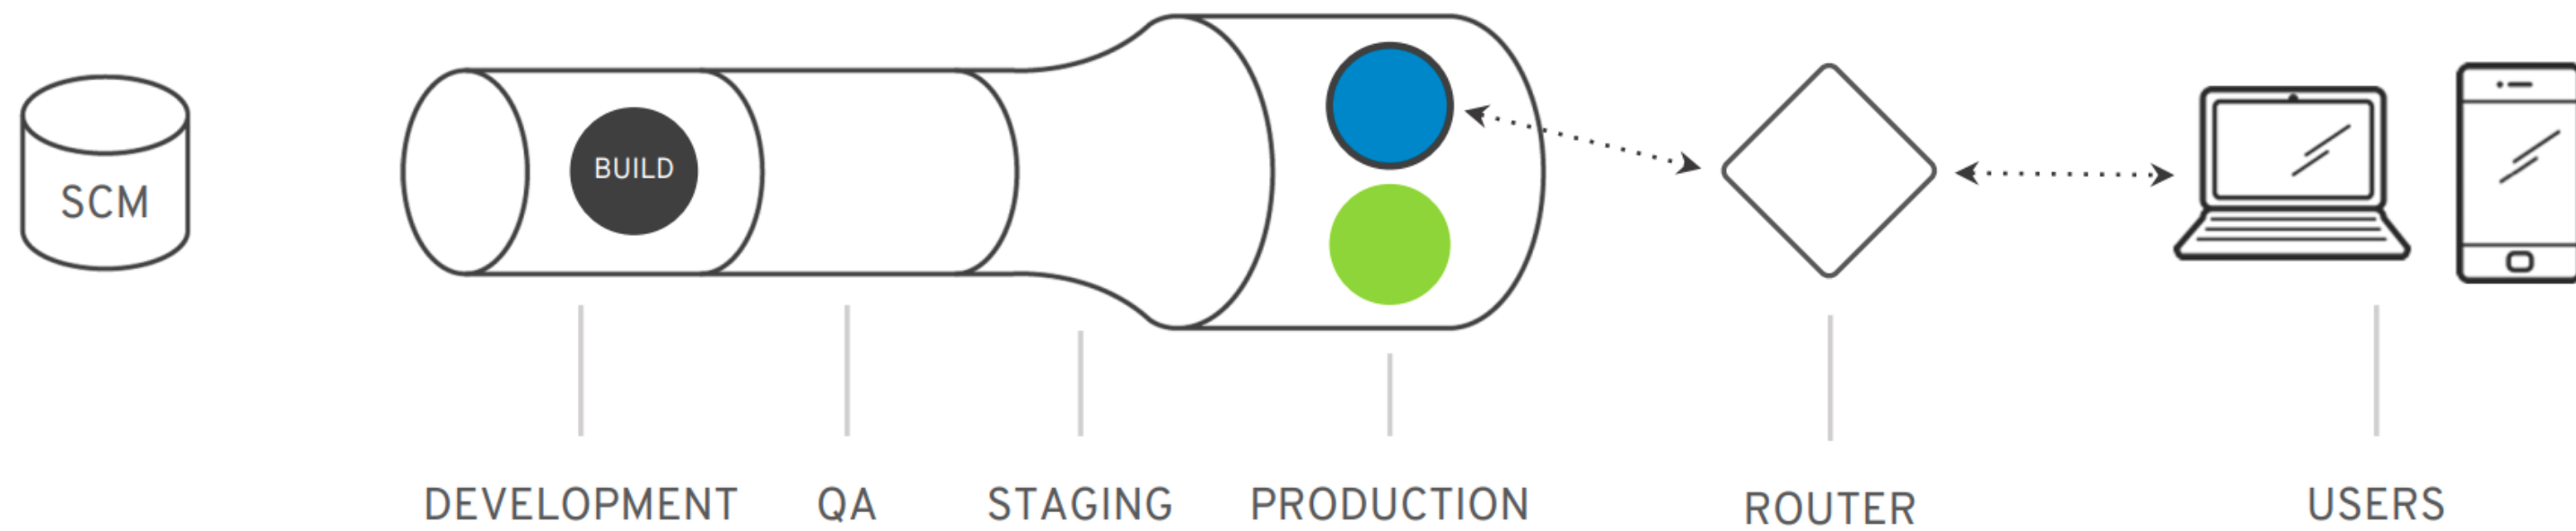 SCM
BUILD
DEVELOPMENT
QA
STAGING
PRODUCTION
ROUTER
USERS